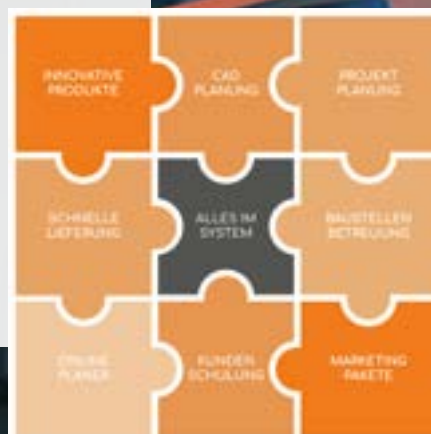 INNOVATIVE
PRODUKTE
CAD
PLANUNG
PROJEKT
PLANUNG
SCHNELLE
LIEFERUNG
ALLES IM
SYSTEM
BAUSTELLEN
BETREUUNG
ONLINE
PLANER
KUNDEN
SCHULUNG
MARKETING
PAKETE